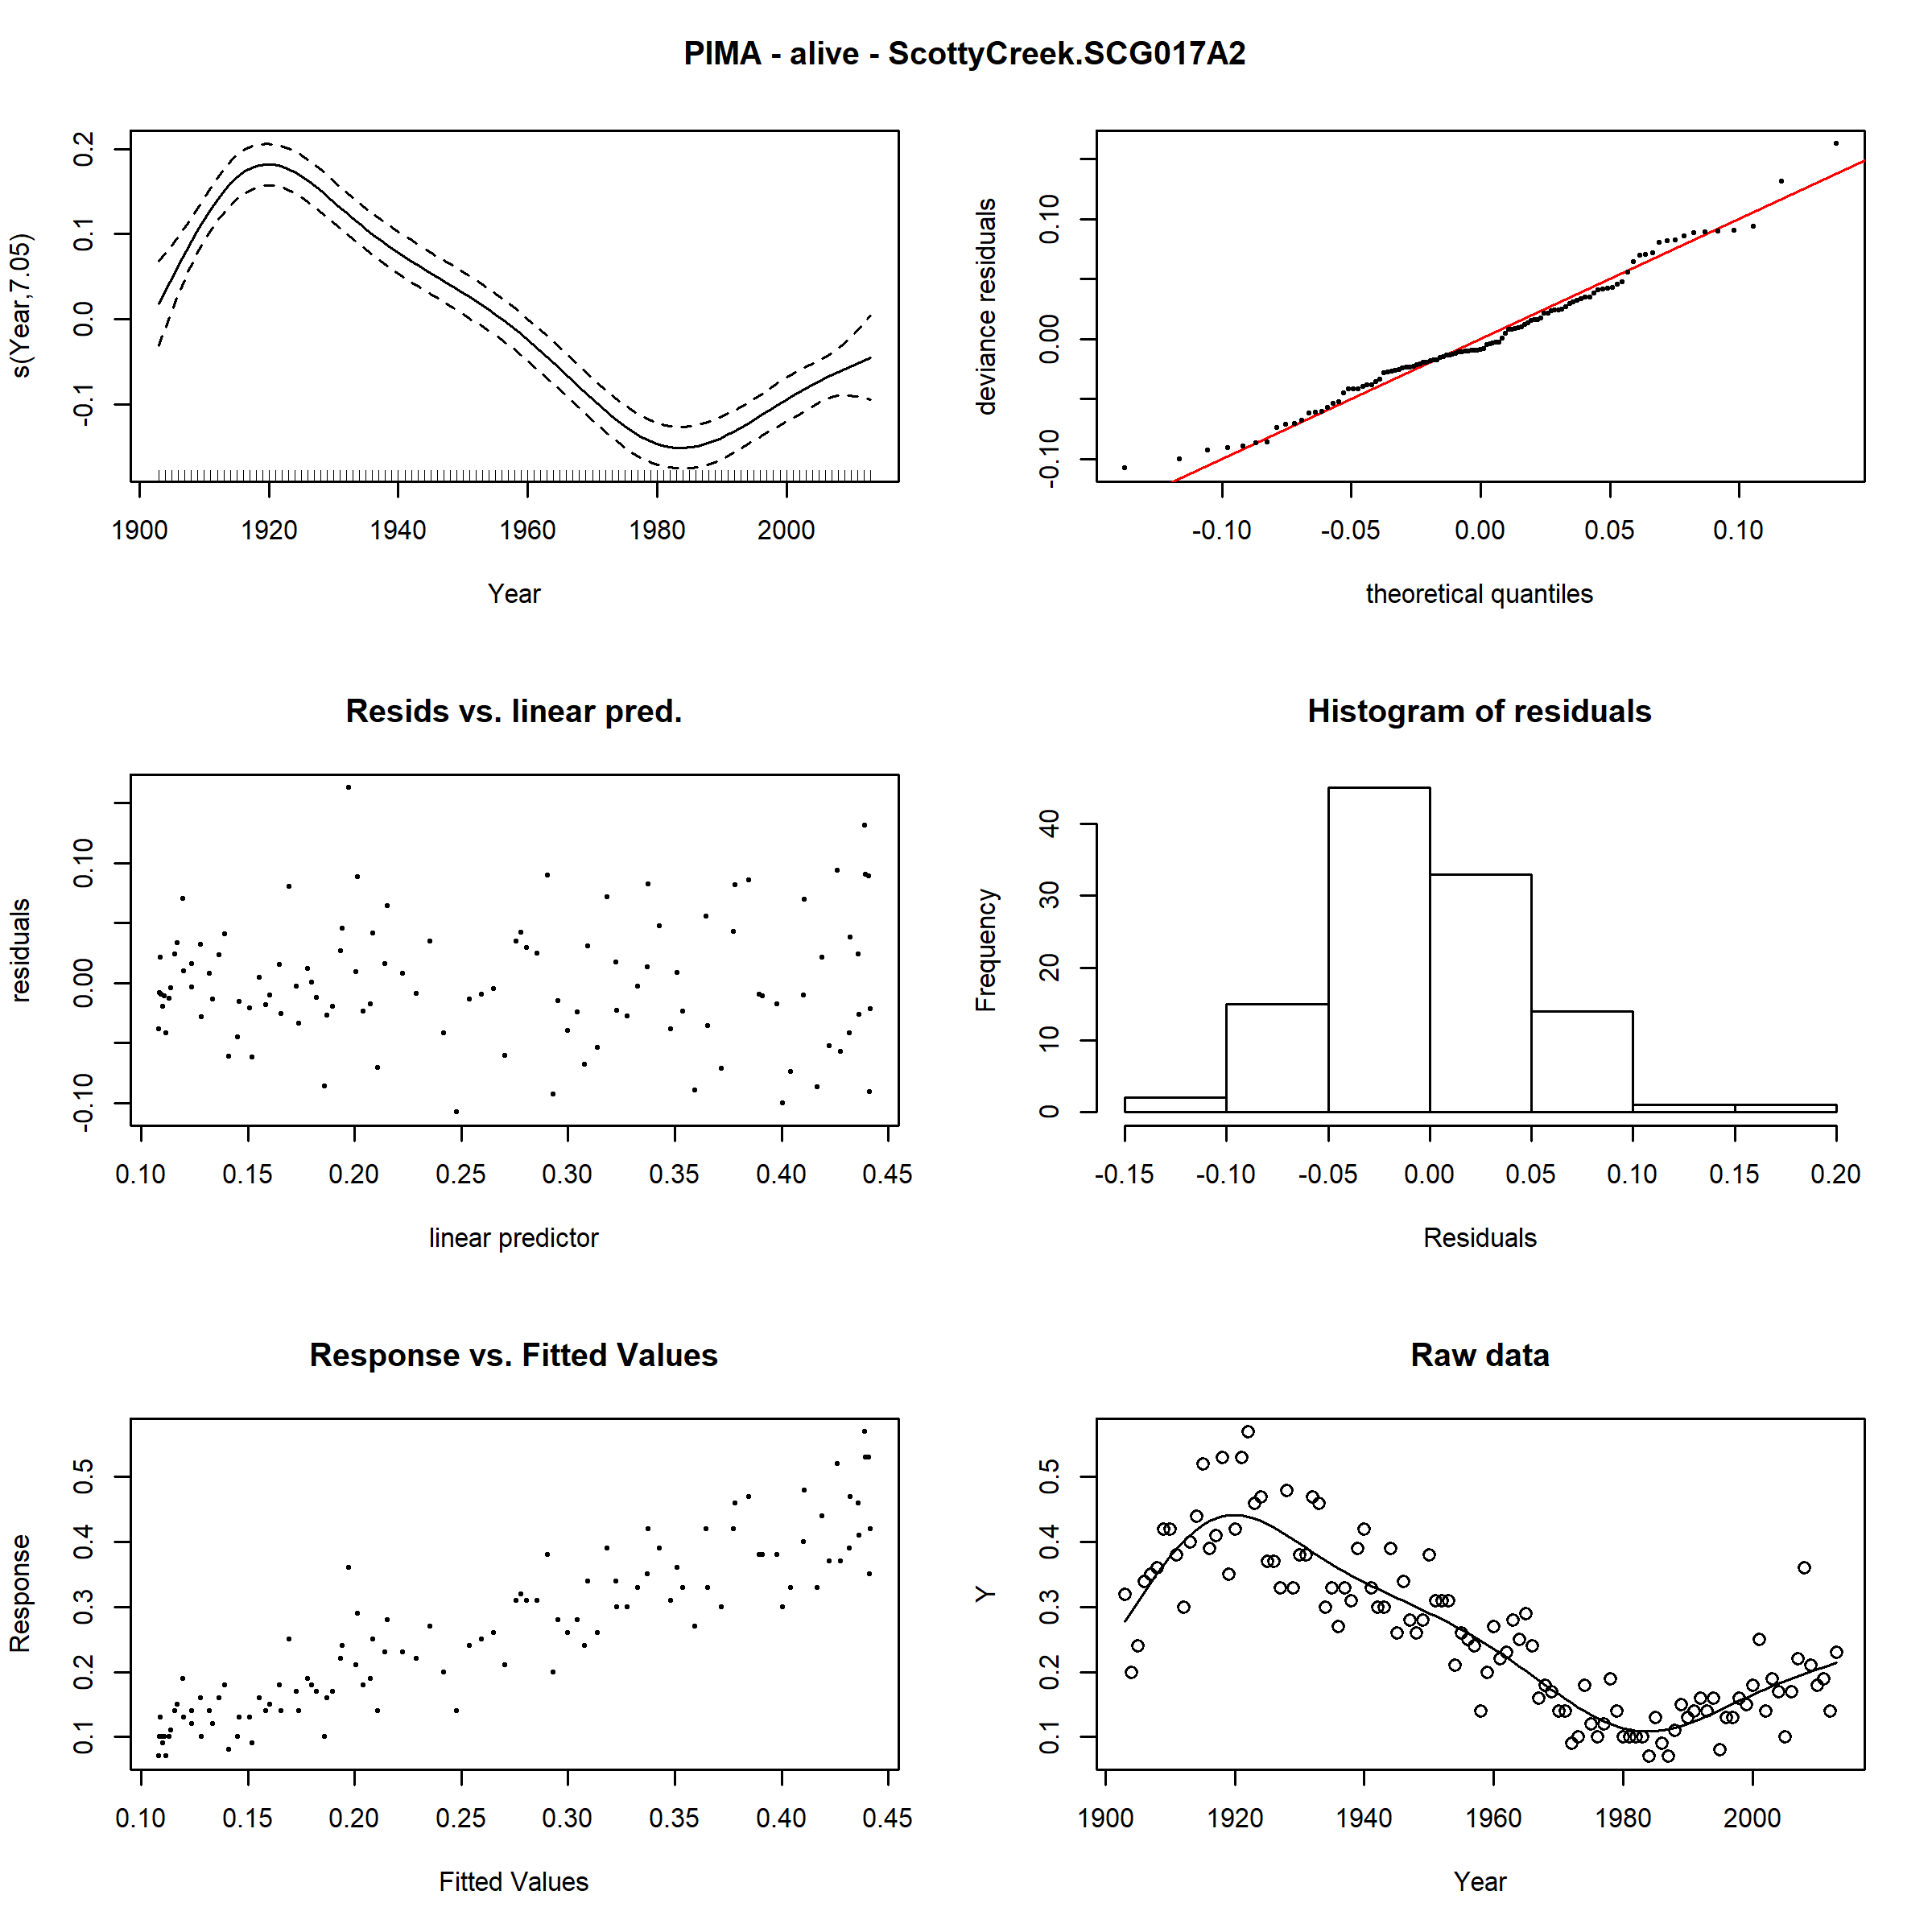 PIMA - alive - ScottyCreek.SCG017A2
s(Year,7.05)
0.2
0.1
0.0
-0.1
1900 1920 1940 1960 1980 2000
Year
deviance residuals
0.10
0.00
-0.10
-0.10 -0.05 0.00 0.05 0.10
theoretical quantiles
Resids vs. linear pred.
residuals
0.10
0.00
-0.10
0.10 0.15 0.20 0.25 0.30 0.35 0.40 0.45
linear predictor
Histogram of residuals
Frequency
40
30
20
10
0
-0.15 -0.10 -0.05 0.00 0.05 0.10 0.15 0.20
Residuals
Response vs. Fitted Values
Response
0.5
0.4
0.3
0.2
0.1
0.10 0.15 0.20 0.25 0.30 0.35 0.40 0.45
Fitted Values
Raw data
Y
0.5
0.4
0.3
0.2
0.1
1900 1920 1940 1960 1980 2000
Year